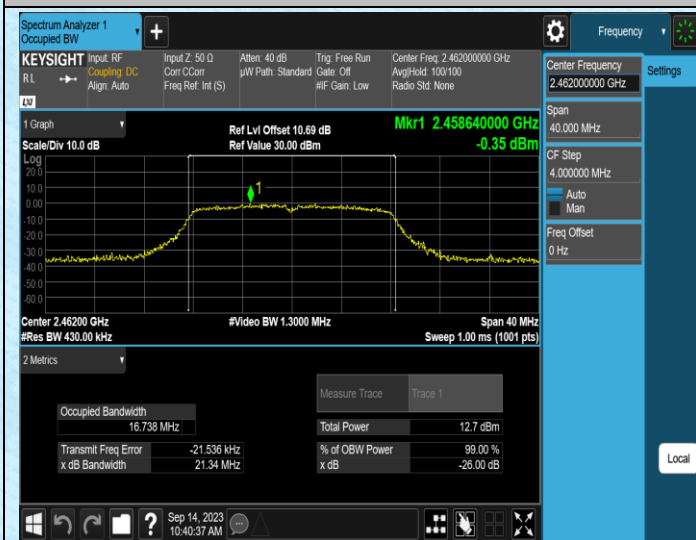 Spectrum Analyzer 1
Occupied BW
Frequency
KEYSIGHT
RL
LXI
Input: RF
Coupling: DC
Align: Auto
Input Z: 50 Ω
Corr CCorr
Freq Ref: Int (S)
Atten: 40 dB
µW Path: Standard
Trig: Free Run
Gate: Off
#IF Gain: Low
Center Freq: 2.462000000 GHz
Avg|Hold: 100/100
Radio Std: None
Center Frequency
2.462000000 GHz
Settings
Span
40.000 MHz
CF Step
4.000000 MHz
Auto
Man
Freq Offset
0 Hz
1 Graph
Scale/Div 10.0 dB
Ref Lvl Offset 10.69 dB
Ref Value 30.00 dBm
Mkr1 2.458640000 GHz
-0.35 dBm
Log
20.0
10.0
0.00
-10.0
-20.0
-30.0
-40.0
-50.0
-60.0
1
Center 2.46200 GHz
#Res BW 430.00 kHz
#Video BW 1.3000 MHz
Span 40 MHz
Sweep 1.00 ms (1001 pts)
2 Metrics
Measure Trace
Trace 1
Occupied Bandwidth
16.738 MHz
Total Power
12.7 dBm
Transmit Freq Error
-21.536 kHz
% of OBW Power
99.00 %
x dB Bandwidth
21.34 MHz
x dB
-26.00 dB
Local
?
Sep 14, 2023
10:40:37 AM